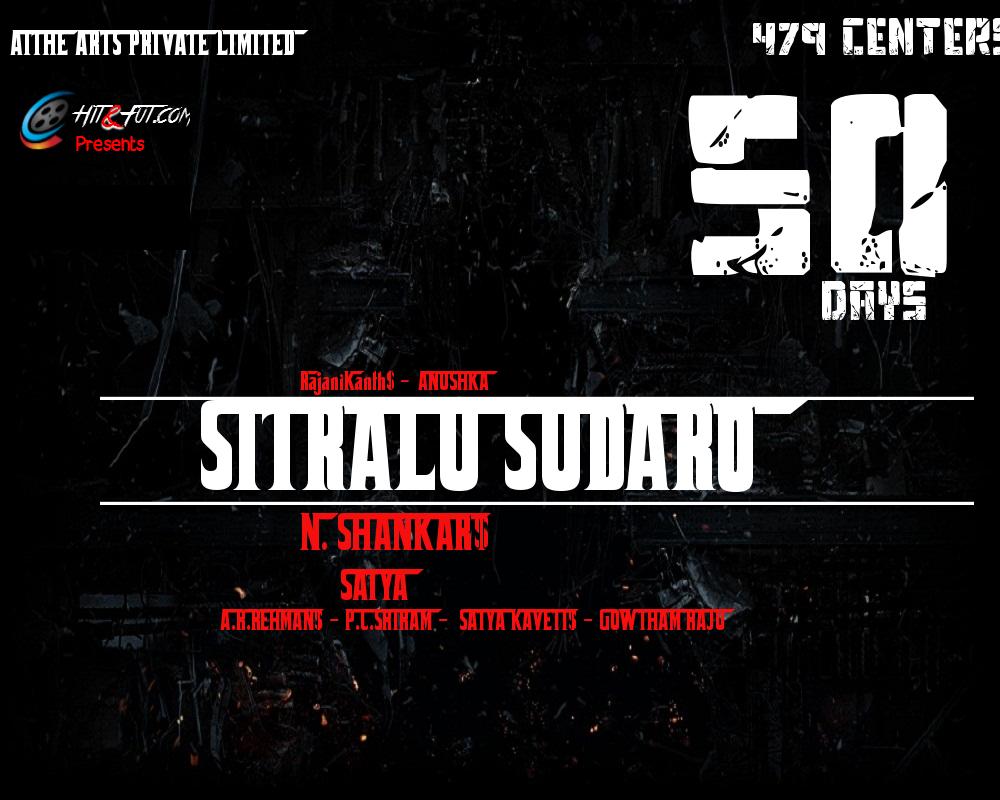 ATTHE ARTS PRIVATE LIMITED
479 CENTERS
HIT&FUT.COM
Presents
50
DAYS
RajaniKanth$ - ANUSHKA
SITRALU SUDARU
N. SHANKAR$
SATYA
A.R.REHMAN$ - P.C.SRIRAM - SATYA KAVETI$ - GOWTHAM RAJU